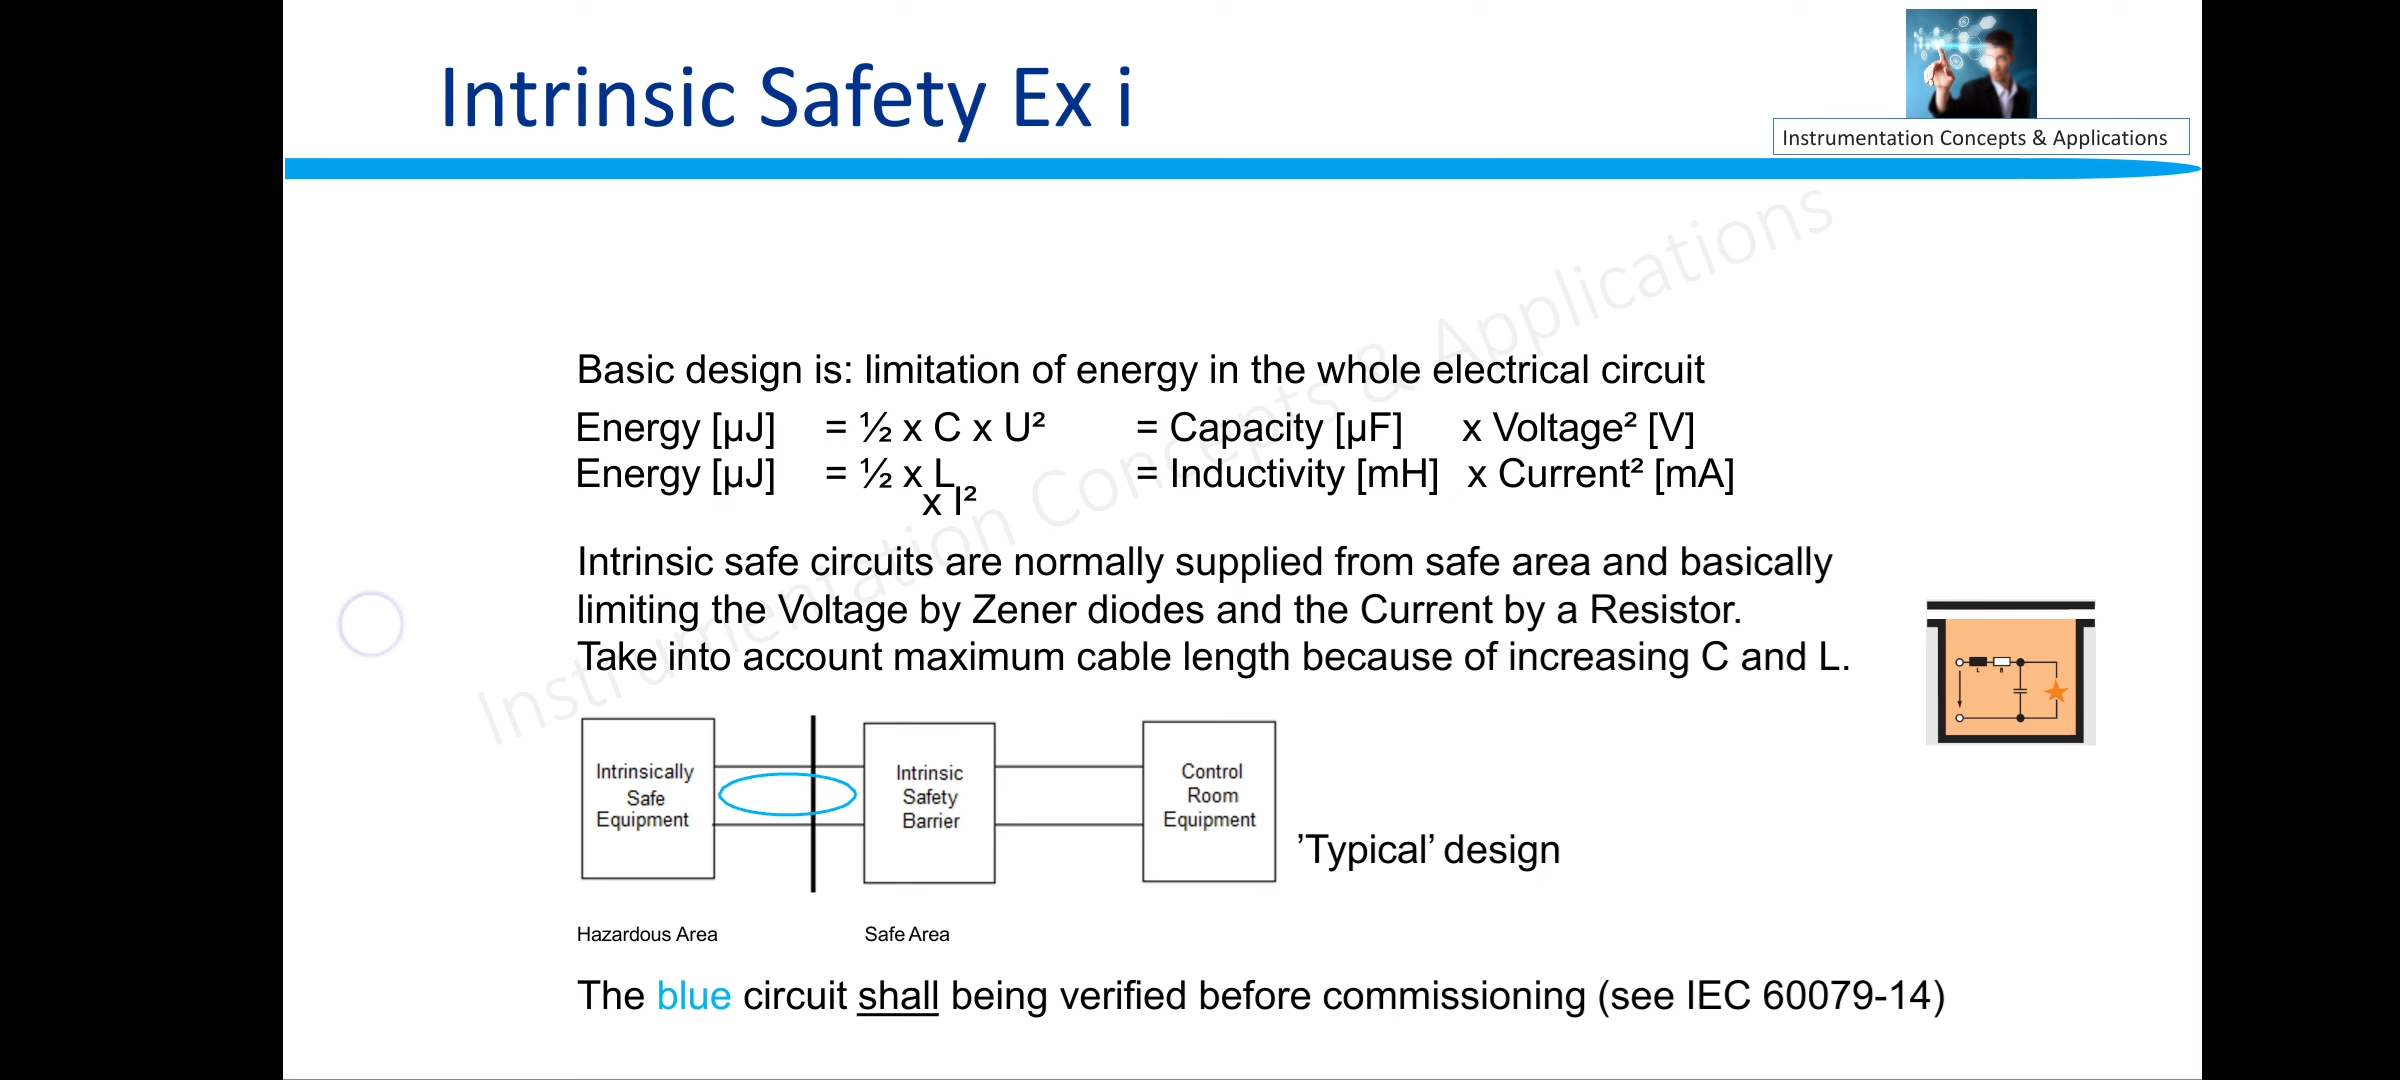 Intrinsic Safety Ex i
Instrumentation Concepts & Applications
Instrumentation Concepts & Applications
Basic design is: limitation of energy in the whole electrical circuit
Energy [µJ] = ½ x C x U² = Capacity [µF] x Voltage² [V]
Energy [µJ] = ½ x L = Inductivity [mH] x Current² [mA]
x I²
Intrinsic safe circuits are normally supplied from safe area and basically
limiting the Voltage by Zener diodes and the Current by a Resistor.
Take into account maximum cable length because of increasing C and L.
L R
Intrinsically
Safe
Equipment
Intrinsic
Safety
Barrier
Control
Room
Equipment
’Typical’ design
Hazardous Area
Safe Area
The blue circuit shall being verified before commissioning (see IEC 60079-14)